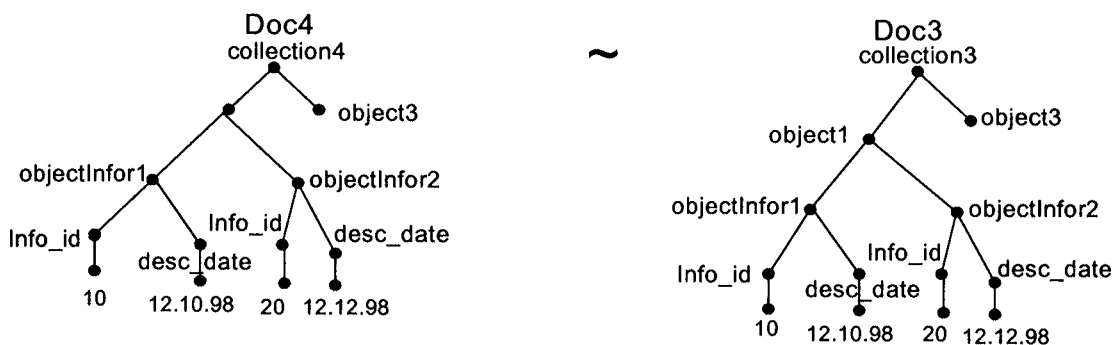 Doc4
collection4
object3
objectInfor1
objectInfor2
Info_id
desc_date
Info_id
desc_date
10
12.10.98
20
12.12.98
~
Doc3
collection3
object3
object1
objectInfor1
objectInfor2
Info_id
desc_date
Info_id
desc_date
10
12.10.98
20
12.12.98